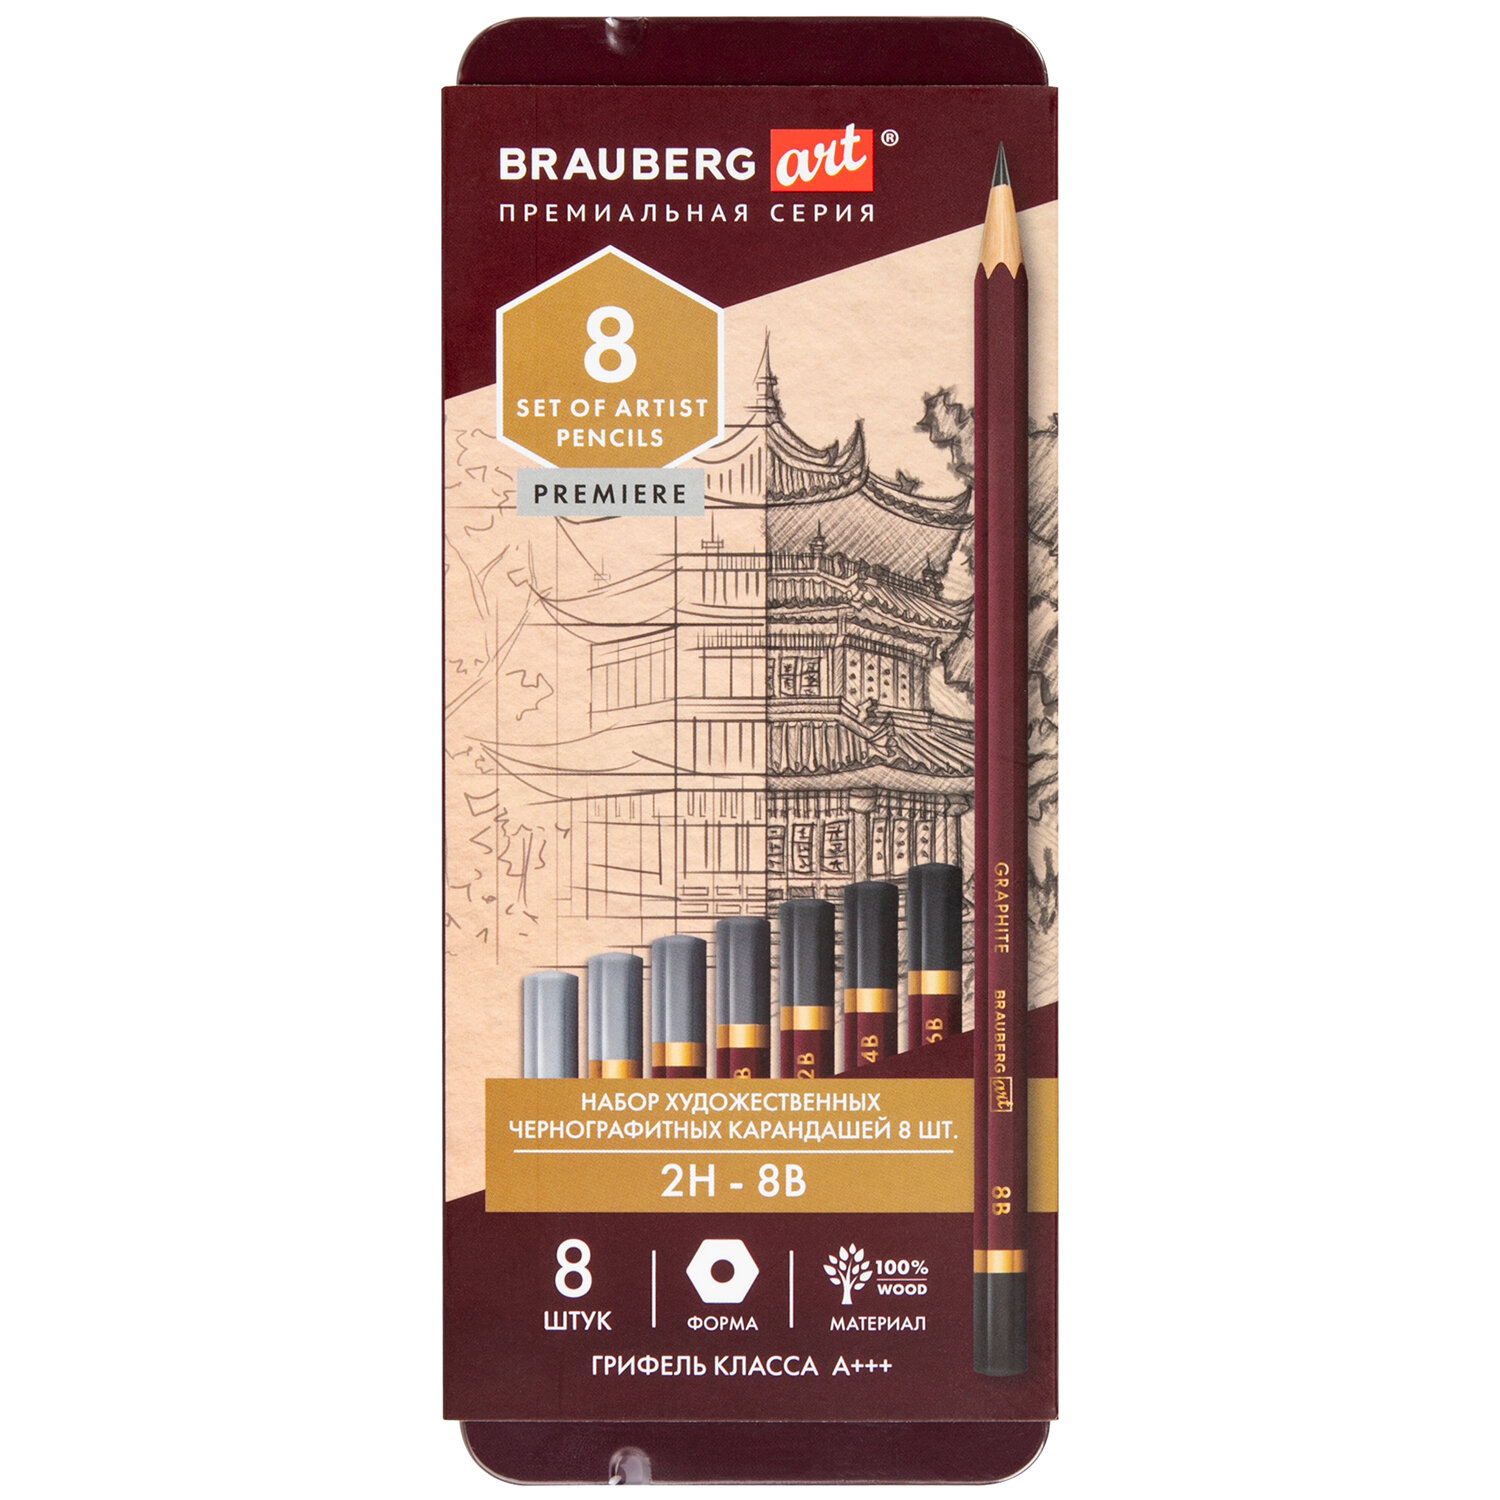 BRAUBERG art ®
ПРЕМИАЛЬНАЯ СЕРИЯ
8
SET OF ARTIST
PENCILS
PREMIERE
B
2B
4B
6B
GRAPHITE BRAUBERG art 8B
НАБОР ХУДОЖЕСТВЕННЫХ
ЧЕРНОГРАФИТНЫХ КАРАНДАШЕЙ 8 ШТ.
2H - 8B
8
ШТУК
ФОРМА
100%
WOOD
МАТЕРИАЛ
ГРИФЕЛЬ КЛАССА А+++